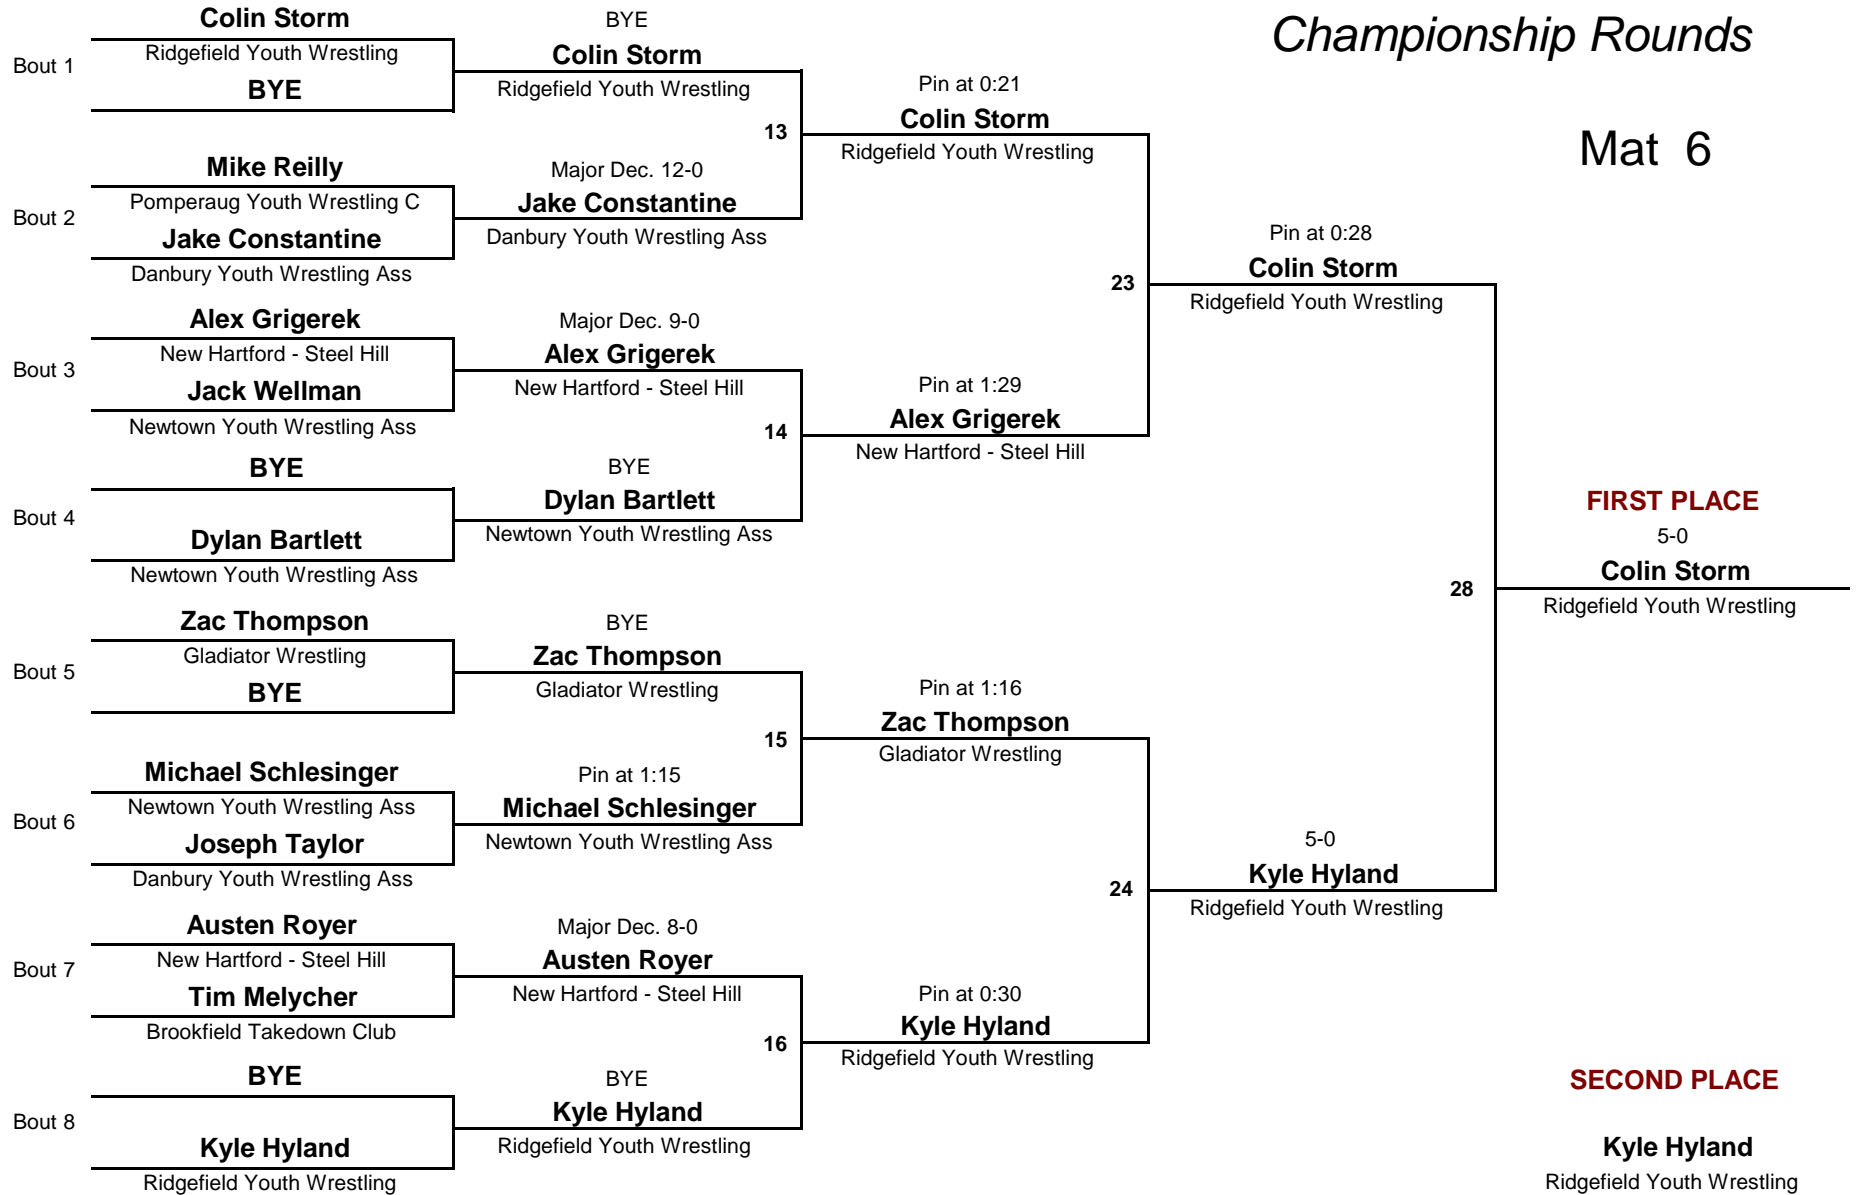 Championship Rounds
Mat 6
Bout 1
Colin Storm
Ridgefield Youth Wrestling
BYE
Bout 2
Mike Reilly
Pomperaug Youth Wrestling C
Jake Constantine
Danbury Youth Wrestling Ass
Bout 3
Alex Grigerek
New Hartford - Steel Hill
Jack Wellman
Newtown Youth Wrestling Ass
Bout 4
BYE
Dylan Bartlett
Newtown Youth Wrestling Ass
Bout 5
Zac Thompson
Gladiator Wrestling
BYE
Bout 6
Michael Schlesinger
Newtown Youth Wrestling Ass
Joseph Taylor
Danbury Youth Wrestling Ass
Bout 7
Austen Royer
New Hartford - Steel Hill
Tim Melycher
Brookfield Takedown Club
Bout 8
BYE
Kyle Hyland
Ridgefield Youth Wrestling
BYE
Colin Storm
Ridgefield Youth Wrestling
13
Major Dec. 12-0
Jake Constantine
Danbury Youth Wrestling Ass
Major Dec. 9-0
Alex Grigerek
New Hartford - Steel Hill
14
BYE
Dylan Bartlett
Newtown Youth Wrestling Ass
BYE
Zac Thompson
Gladiator Wrestling
15
Pin at 1:15
Michael Schlesinger
Newtown Youth Wrestling Ass
Major Dec. 8-0
Austen Royer
New Hartford - Steel Hill
16
BYE
Kyle Hyland
Ridgefield Youth Wrestling
Pin at 0:21
Colin Storm
Ridgefield Youth Wrestling
23
Pin at 1:29
Alex Grigerek
New Hartford - Steel Hill
Pin at 1:16
Zac Thompson
Gladiator Wrestling
24
Pin at 0:30
Kyle Hyland
Ridgefield Youth Wrestling
Pin at 0:28
Colin Storm
Ridgefield Youth Wrestling
28
5-0
Kyle Hyland
Ridgefield Youth Wrestling
FIRST PLACE
5-0
Colin Storm
Ridgefield Youth Wrestling
SECOND PLACE
Kyle Hyland
Ridgefield Youth Wrestling